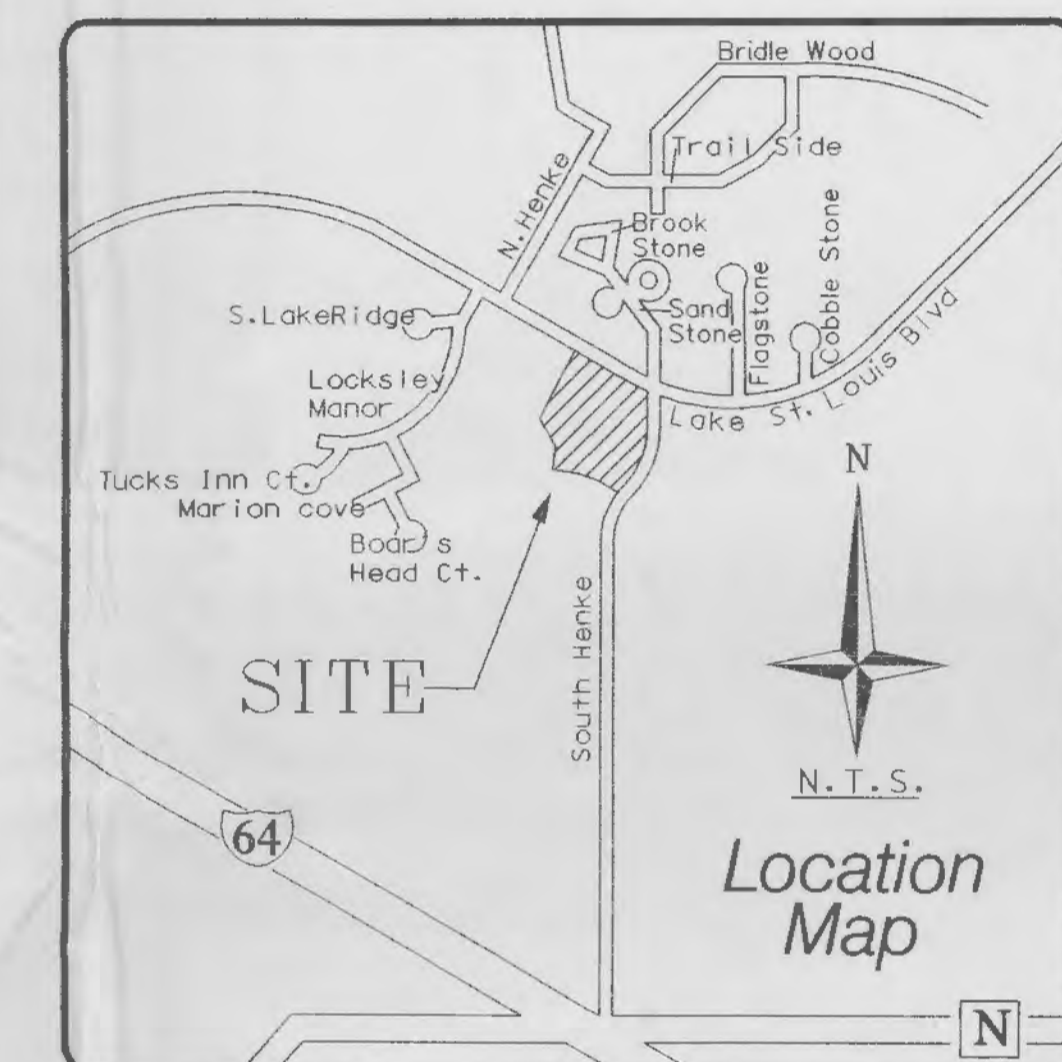 Bridle Wood
Trail Side
N. Henke
Brook
Stone
Cobble Stone
Flagstone
Sand
Stone
S.LakeRidge
Lake St. Louis Blvd
Locksley
Manor
Tucks Inn Ct.
Marion cove
Boar's
Head Ct.
N
SITE
South Henke
N.T.S.
64
Location
Map
N